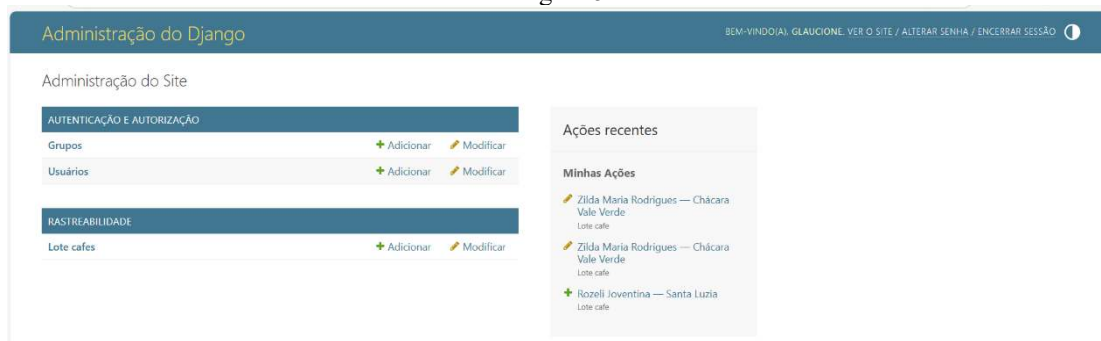 Administração do Django
BEM-VINDO(A), GLAUCIONE. VER O SITE / ALTERAR SENHA / ENCERRAR SESSÃO
Administração do Site
AUTENTICAÇÃO E AUTORIZAÇÃO
Grupos + Adicionar Modificar
Usuários + Adicionar Modificar
RASTREABILIDADE
Lote cafes + Adicionar Modificar
Ações recentes
Minhas Ações
Zilda Maria Rodrigues — Chácara
Vale Verde
Lote cafe
Zilda Maria Rodrigues — Chácara
Vale Verde
Lote cafe
+ Rozeli Joventina — Santa Luzia
Lote cafe